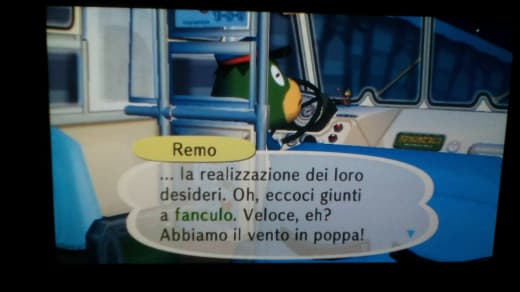 Remo
... la realizzazione dei loro
desideri. Oh, eccoci giunti
a fanculo. Veloce, eh?
Abbiamo il vento in poppa!